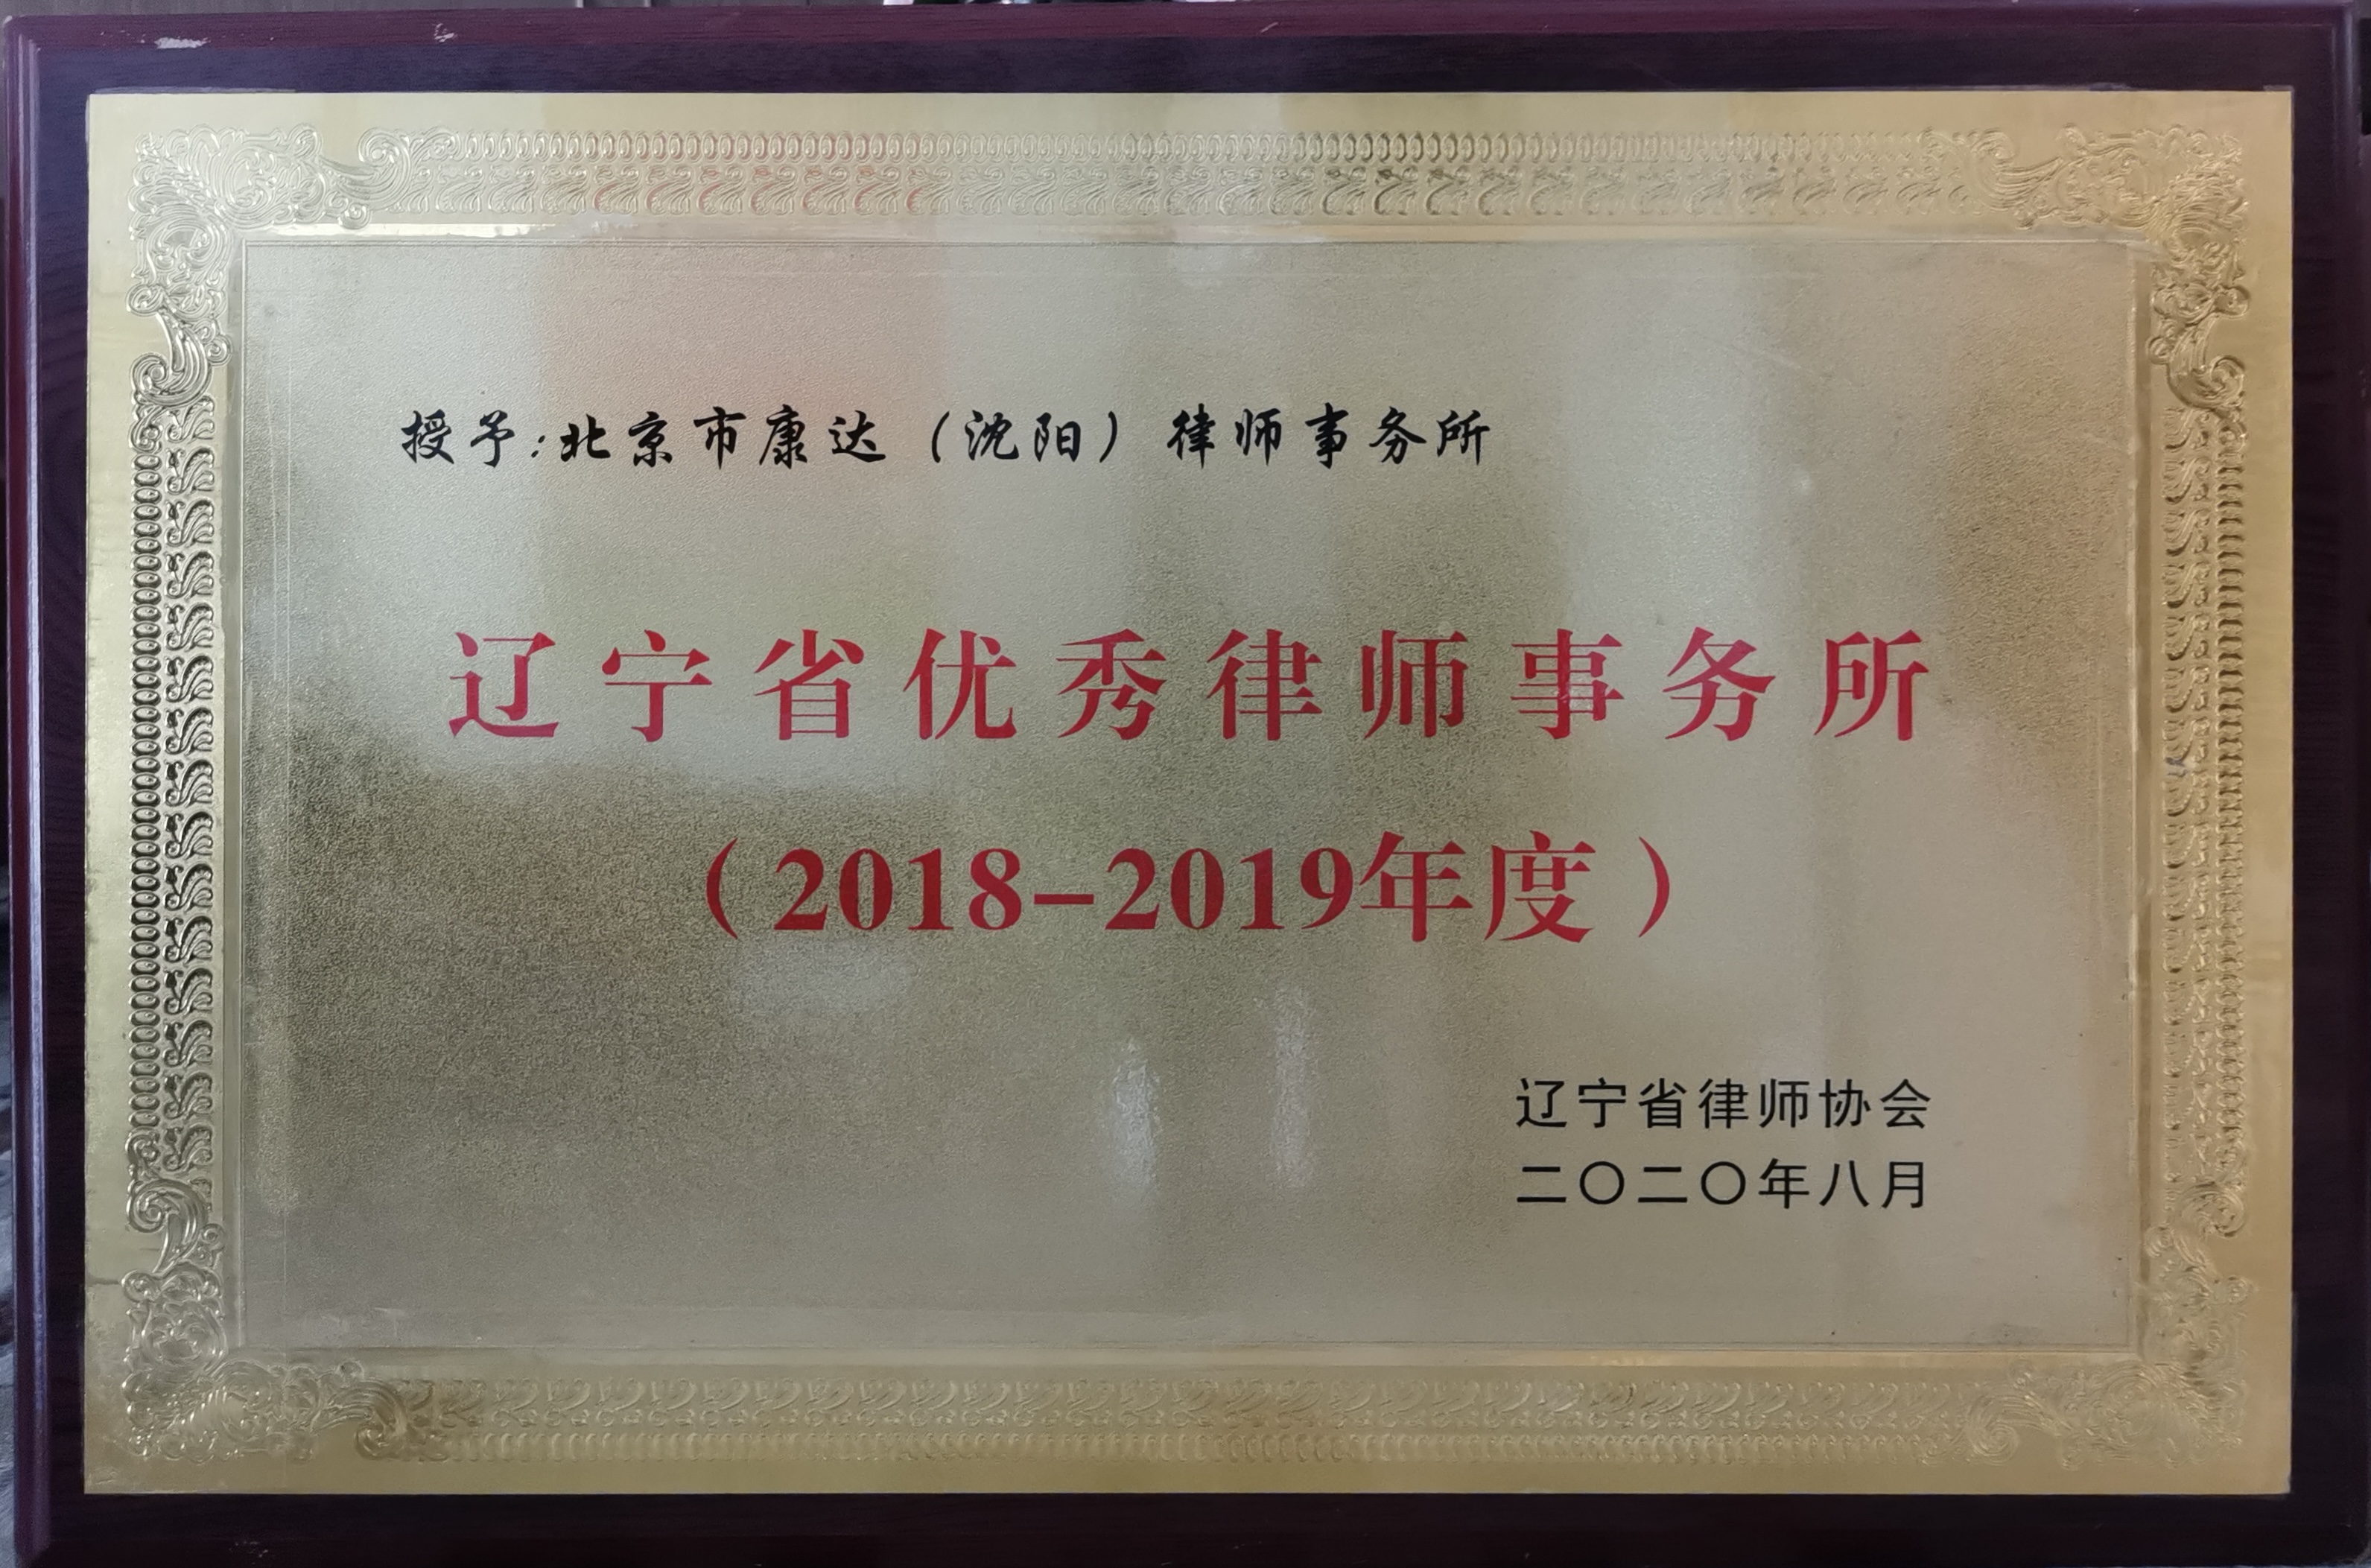 授予:北京市康达（沈阳）律师事务所
辽宁省优秀律师事务所
（2018-2019年度）
辽宁省律师协会
二〇二〇年八月